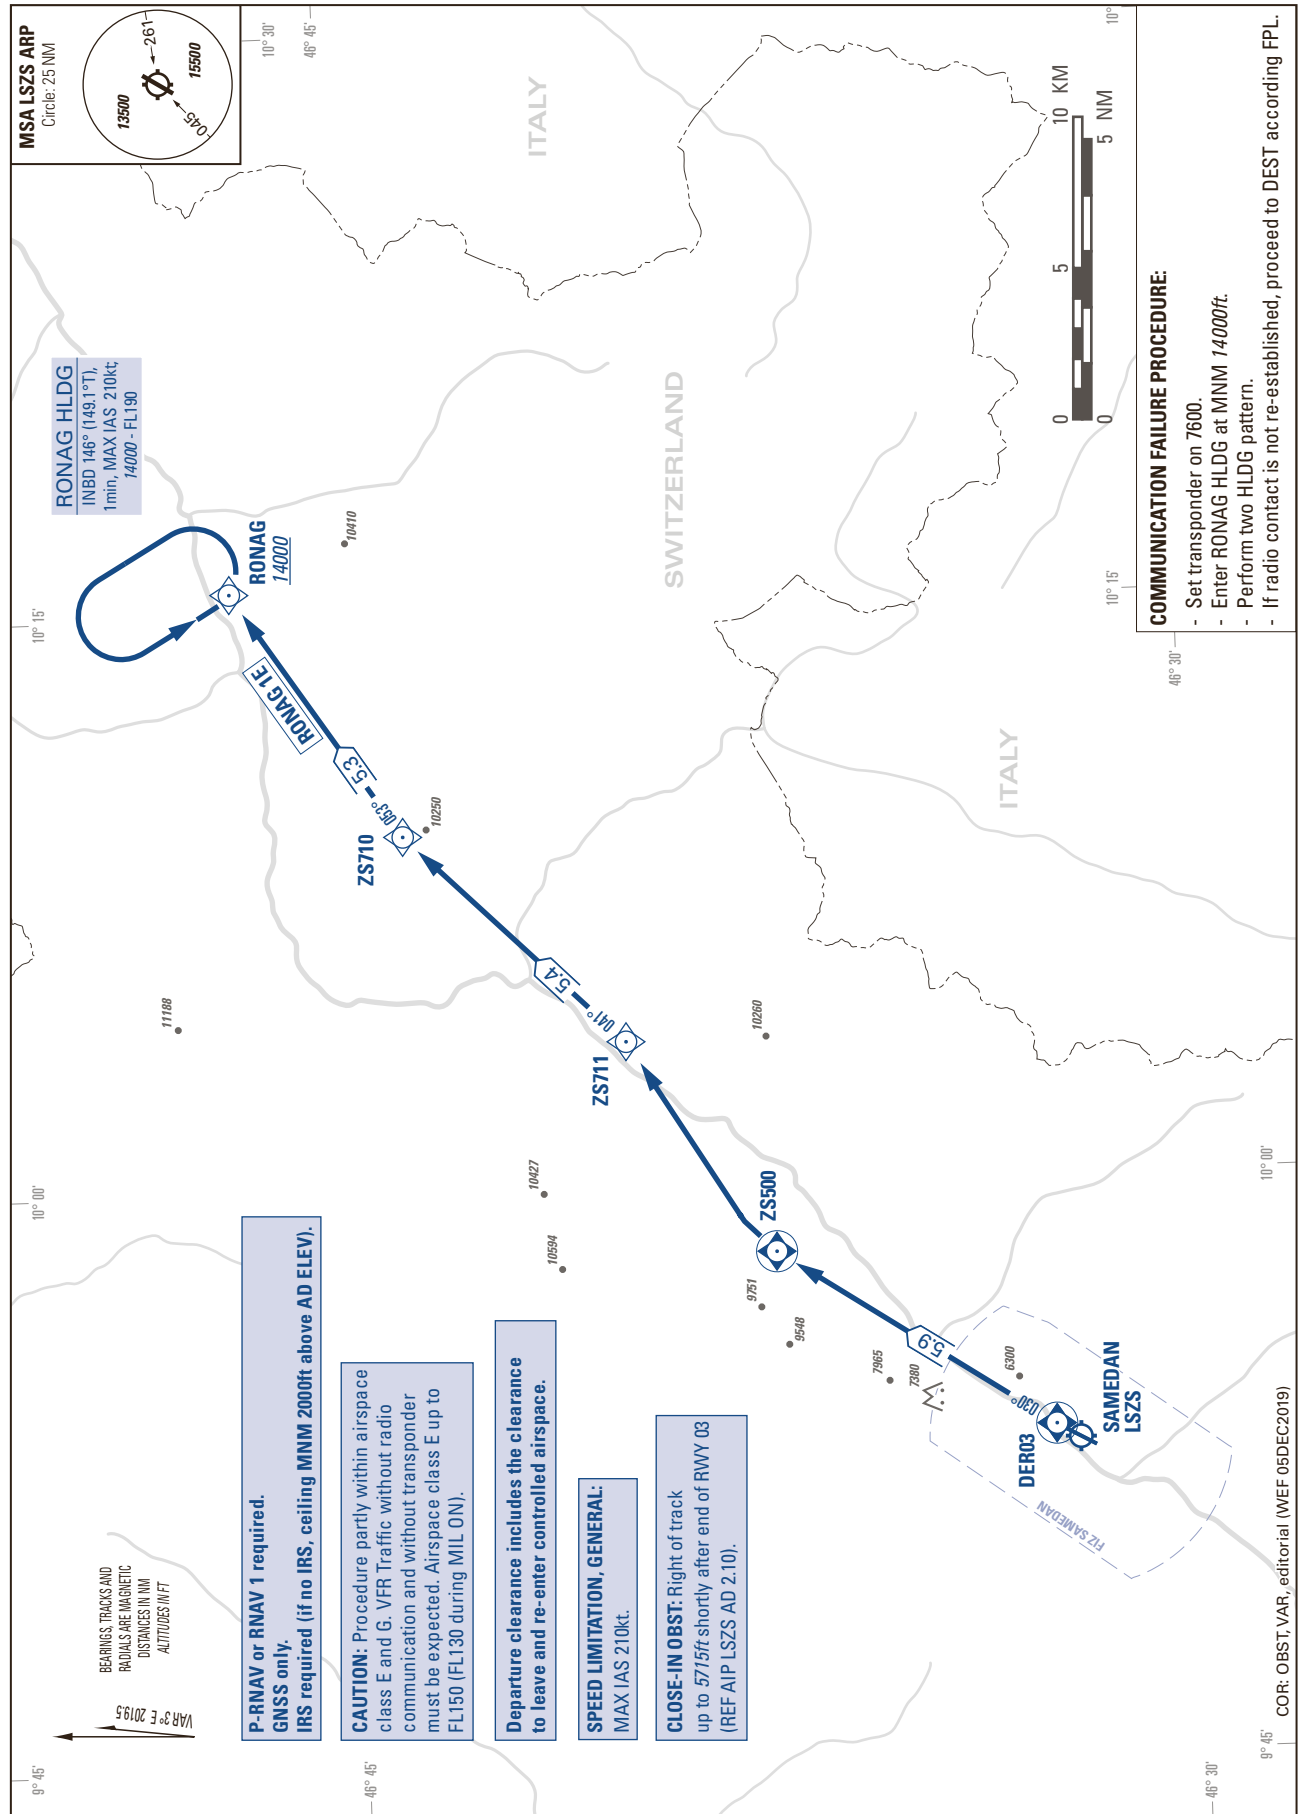 MSA LSZS ARP
Circle: 25 NM
13500
261
045
15500
10° 30'
46° 45'
ITALY
RONAG HLDG
INBD 146° (149.1°T),
1min, MAX IAS 210kt;
14000 - FL190
RONAG
14000
10410
10° 15'
RONAG 1E
5.3
053°
ZS710
10250
SWITZERLAND
11188
5.4
041°
ZS711
10260
ITALY
10427
10594
ZS500
9751
9548
7965
7380
5.9
030°
6300
DER03
SAMEDAN
LSZS
FIZ SAMEDAN
10° 00'
10° 00'
BEARINGS, TRACKS AND
RADIALS ARE MAGNETIC
DISTANCES IN NM
ALTITUDES IN FT
VAR 3° E 2019.5
9° 45'
46° 45'
P-RNAV or RNAV 1 required.
GNSS only.
IRS required (if no IRS, ceiling MNM 2000ft above AD ELEV).
CAUTION: Procedure partly within airspace
class E and G. VFR Traffic without radio
communication and without transponder
must be expected. Airspace class E up to
FL150 (FL130 during MIL ON).
Departure clearance includes the clearance
to leave and re-enter controlled airspace.
SPEED LIMITATION, GENERAL:
MAX IAS 210kt.
CLOSE-IN OBST: Right of track
up to 5715ft shortly after end of RWY 03
(REF AIP LSZS AD 2.10).
46° 30'
9° 45'
0 5 10 KM
0 5 NM
10°
10° 15'
46° 30'
COMMUNICATION FAILURE PROCEDURE:
- Set transponder on 7600.
- Enter RONAG HLDG at MNM 14000ft.
- Perform two HLDG pattern.
- If radio contact is not re-established, proceed to DEST according FPL.
COR: OBST, VAR, editorial (WEF 05DEC2019)